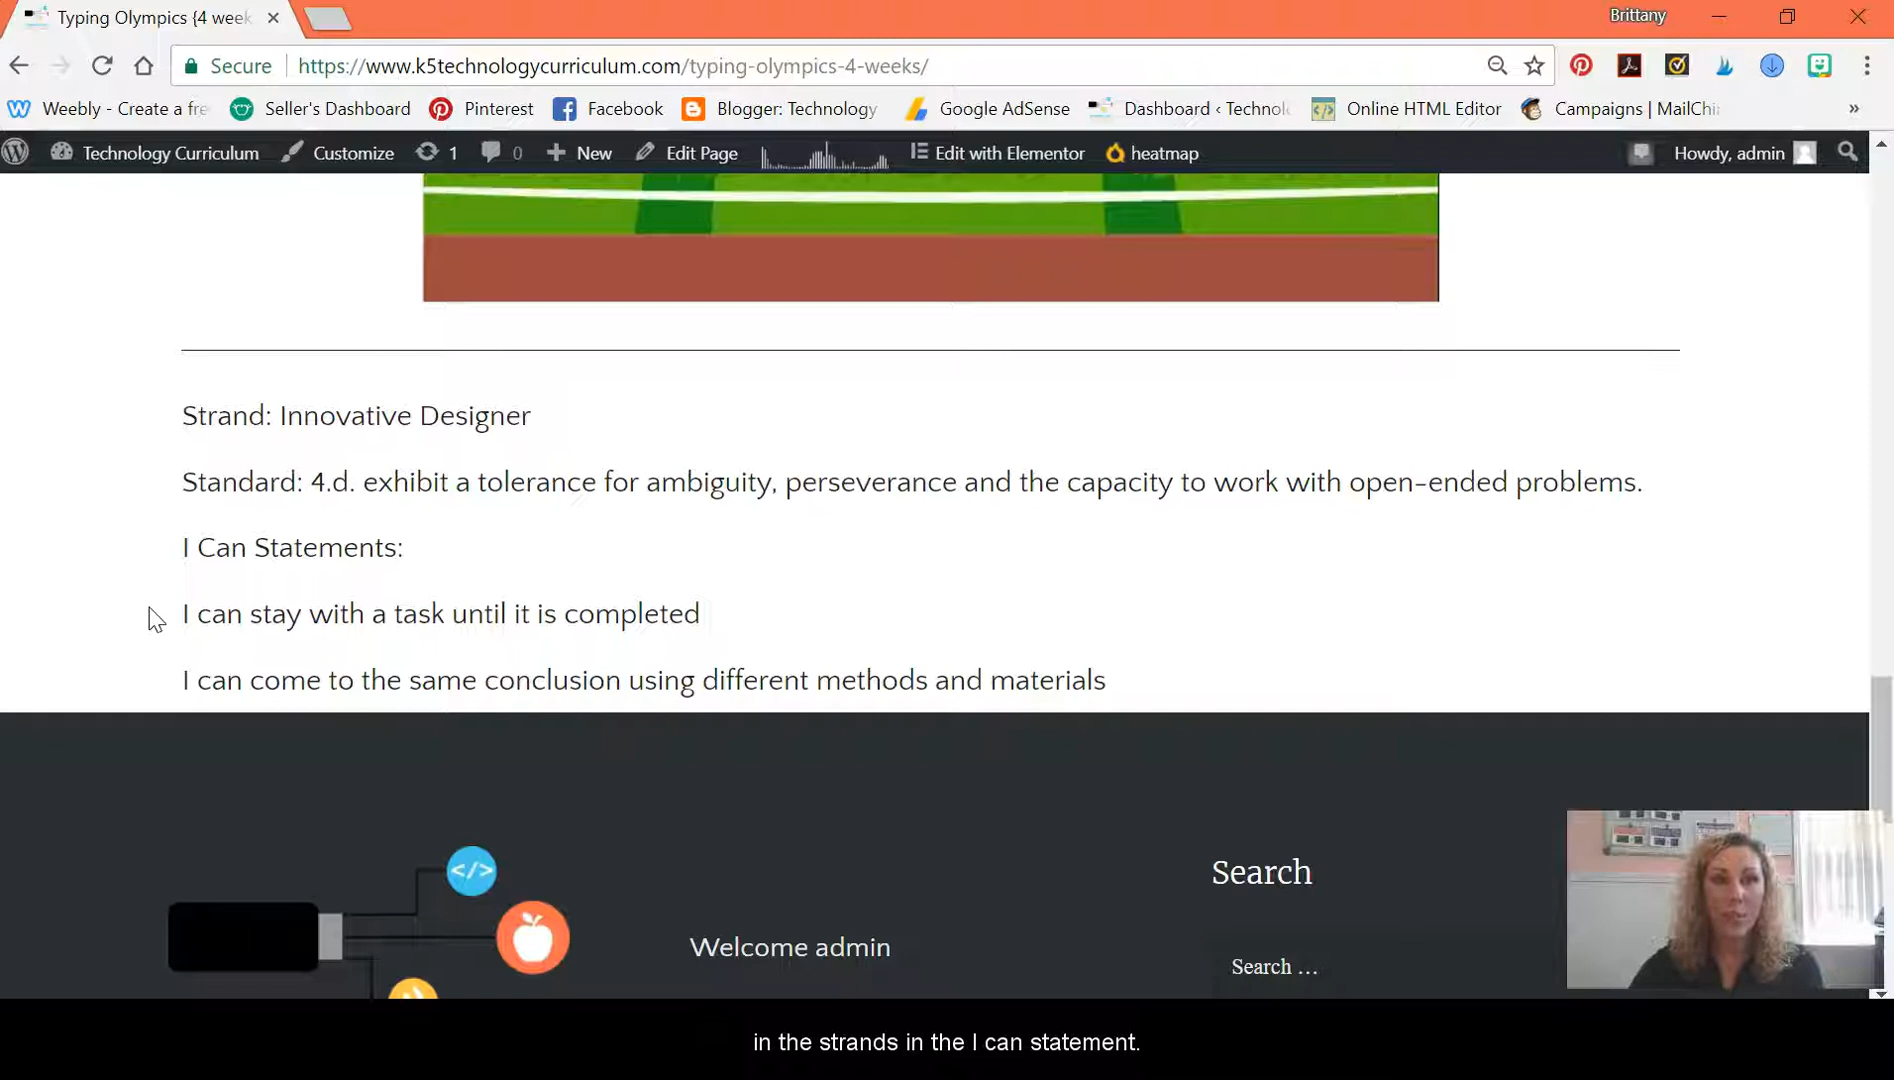 Typing Olympics {4 week
Brittany
Secure
https://www.k5technologycurriculum.com/typing-olympics-4-weeks/
Weebly - Create a fre
Seller's Dashboard
Pinterest
Facebook
Blogger: Technology
Google AdSense
Dashboard ‹ Technol
Online HTML Editor
Campaigns | MailChi
»
Technology Curriculum
Customize
1
0
New
Edit Page
Edit with Elementor
heatmap
Howdy, admin
Strand: Innovative Designer
Standard: 4.d. exhibit a tolerance for ambiguity, perseverance and the capacity to work with open-ended problems.
I Can Statements:
I can stay with a task until it is completed
I can come to the same conclusion using different methods and materials
</>
Search
Welcome admin
Search …
in the strands in the I can statement.